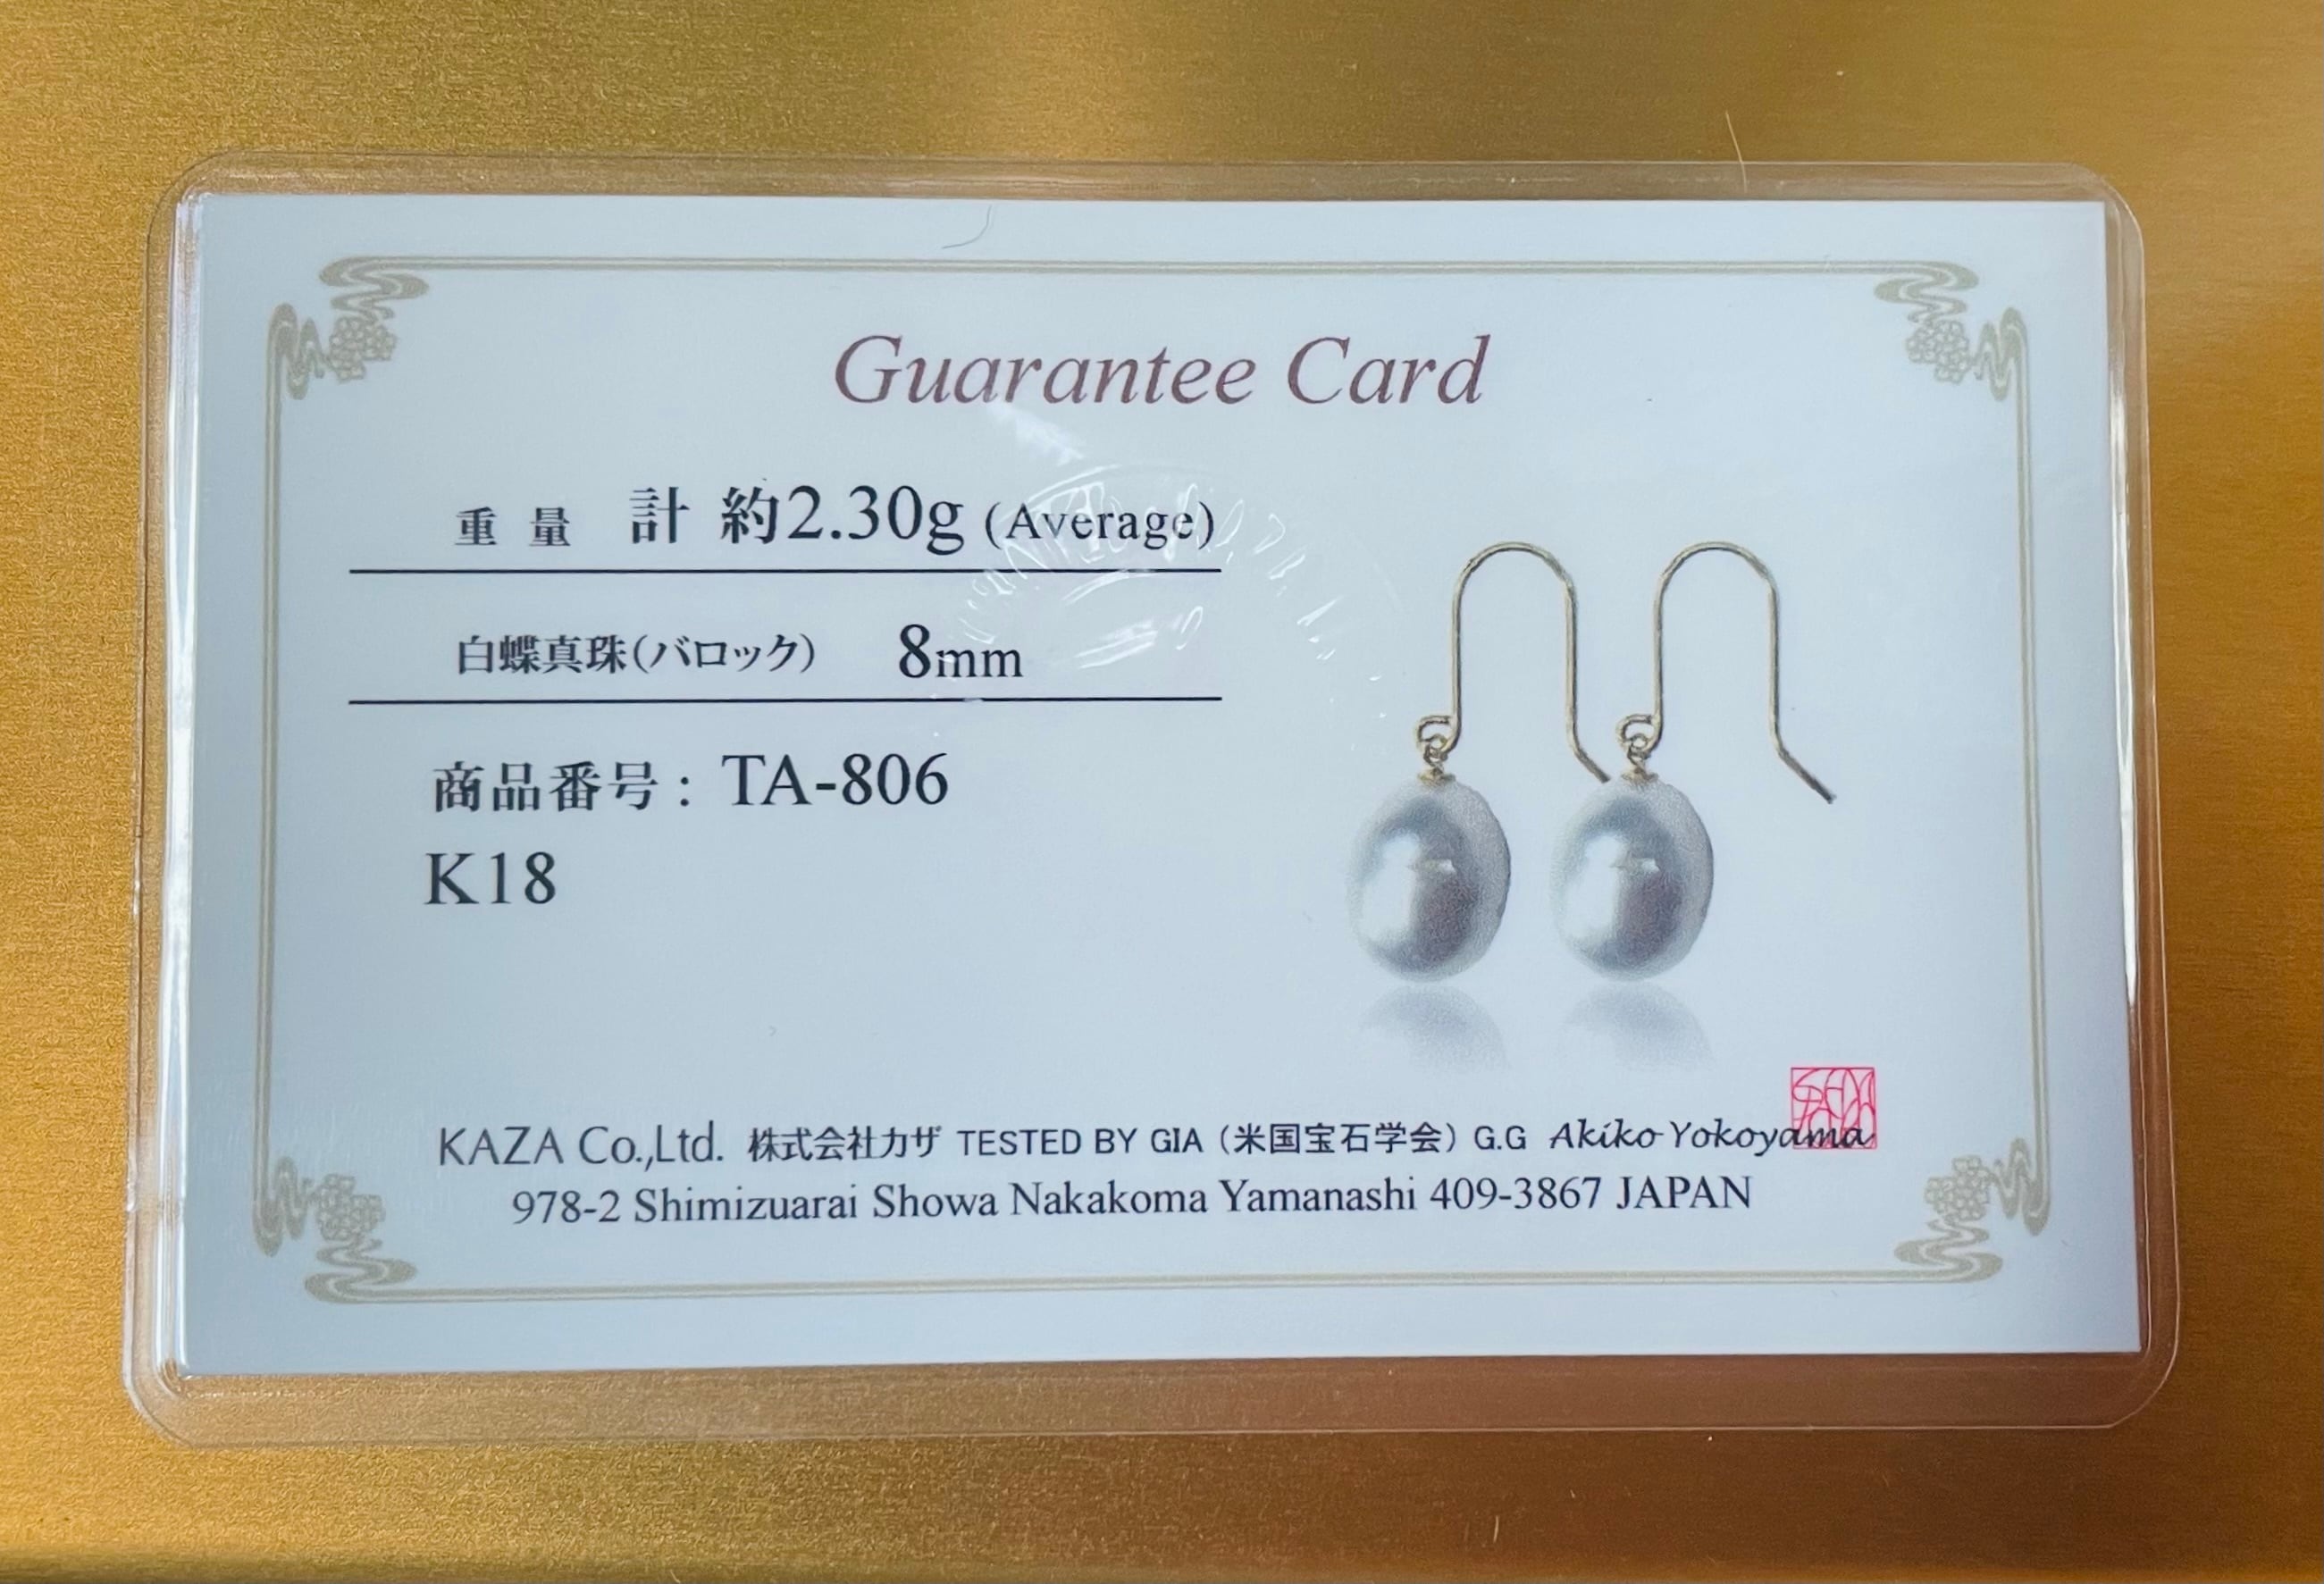 Guarantee Card
重量 計 約2.30g (Average)
白蝶真珠(バロック) 8mm
商品番号: TA-806
K18
KAZA Co.,Ltd. 株式会社カザ TESTED BY GIA (米国宝石学会) G.G Akiko Yokoyama
978-2 Shimizuarai Showa Nakakoma Yamanashi 409-3867 JAPAN